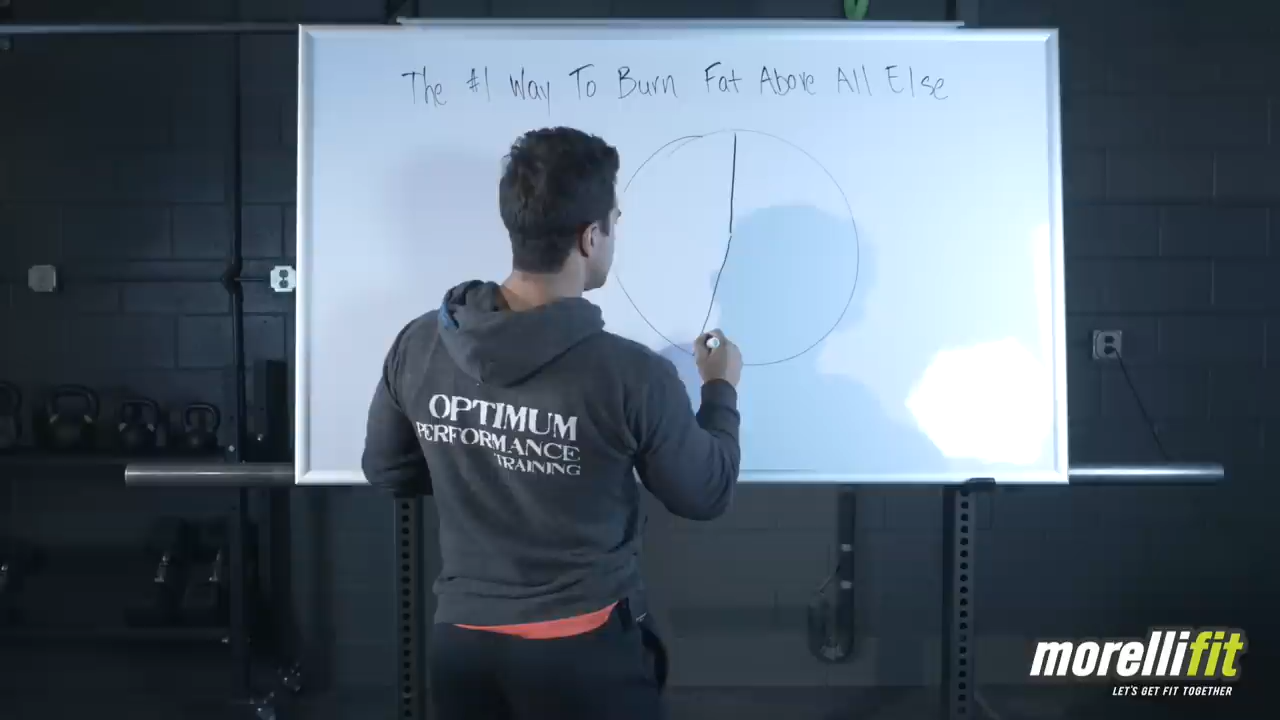 The #1 Way To Burn Fat Above All Else
OPTIMUM
PERFORMANCE
TRAINING
morellifit
LET'S GET FIT TOGETHER